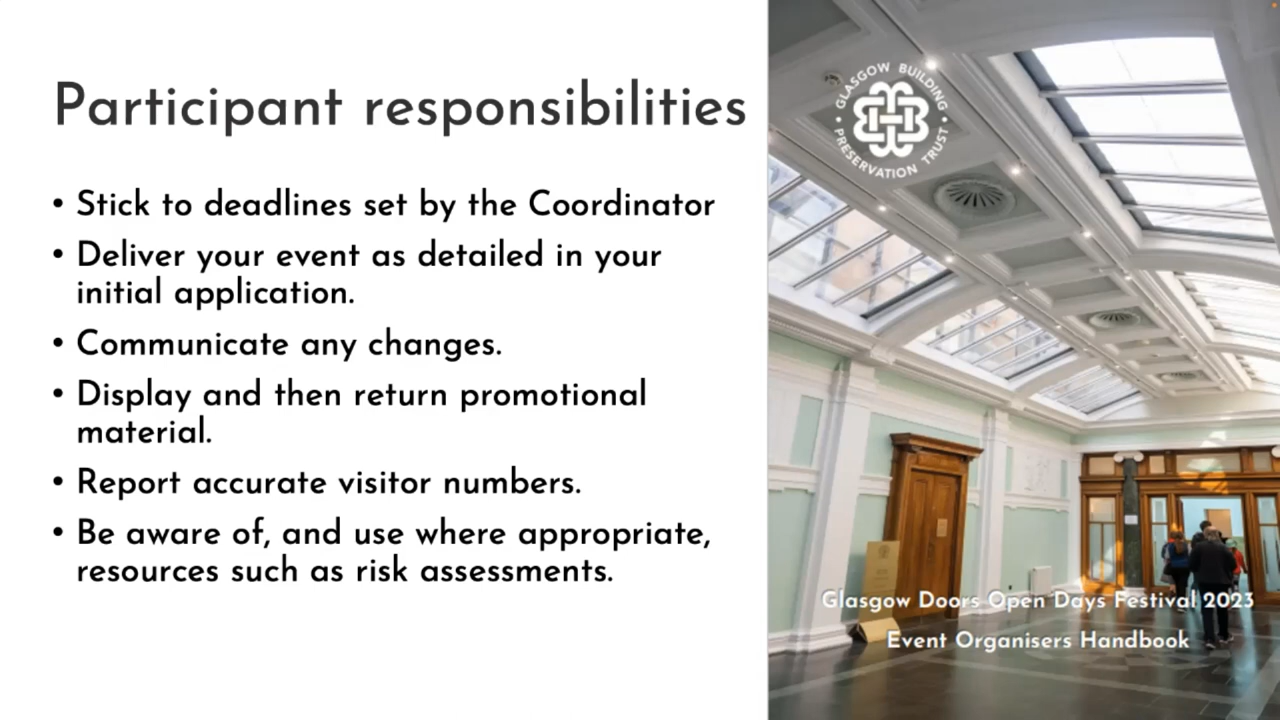 Participant responsibilities
• Stick to deadlines set by the Coordinator
• Deliver your event as detailed in your
initial application.
• Communicate any changes.
• Display and then return promotional
material.
• Report accurate visitor numbers.
• Be aware of, and use where appropriate,
resources such as risk assessments.
GLASGOW BUILDING
PRESERVATION TRUST
Glasgow Doors Open Days Festival 2023
Event Organisers Handbook